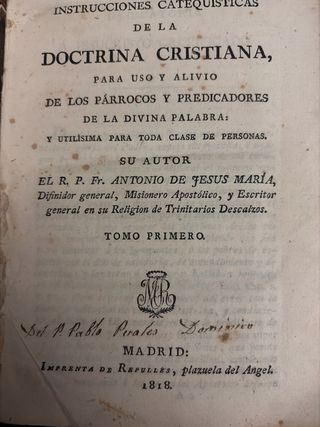 INSTRUCCIONES CATEQUISTICAS
DE LA
DOCTRINA CRISTIANA,
PARA USO Y ALIVIO
DE LOS PÁRROCOS Y PREDICADORES
DE LA DIVINA PALABRA:
Y UTILÍSIMA PARA TODA CLASE DE PERSONAS.
SU AUTOR
EL R. P. Fr. ANTONIO DE JESUS MARÍA,
Difinidor general, Misionero Apostólico, y Escritor
general en su Religion de Trinitarios Descalzos.
TOMO PRIMERO.
Del P. Pablo Perales Dominico
MADRID:
IMPRENTA DE REPULLÉS, plazuela del Angel.
1818.